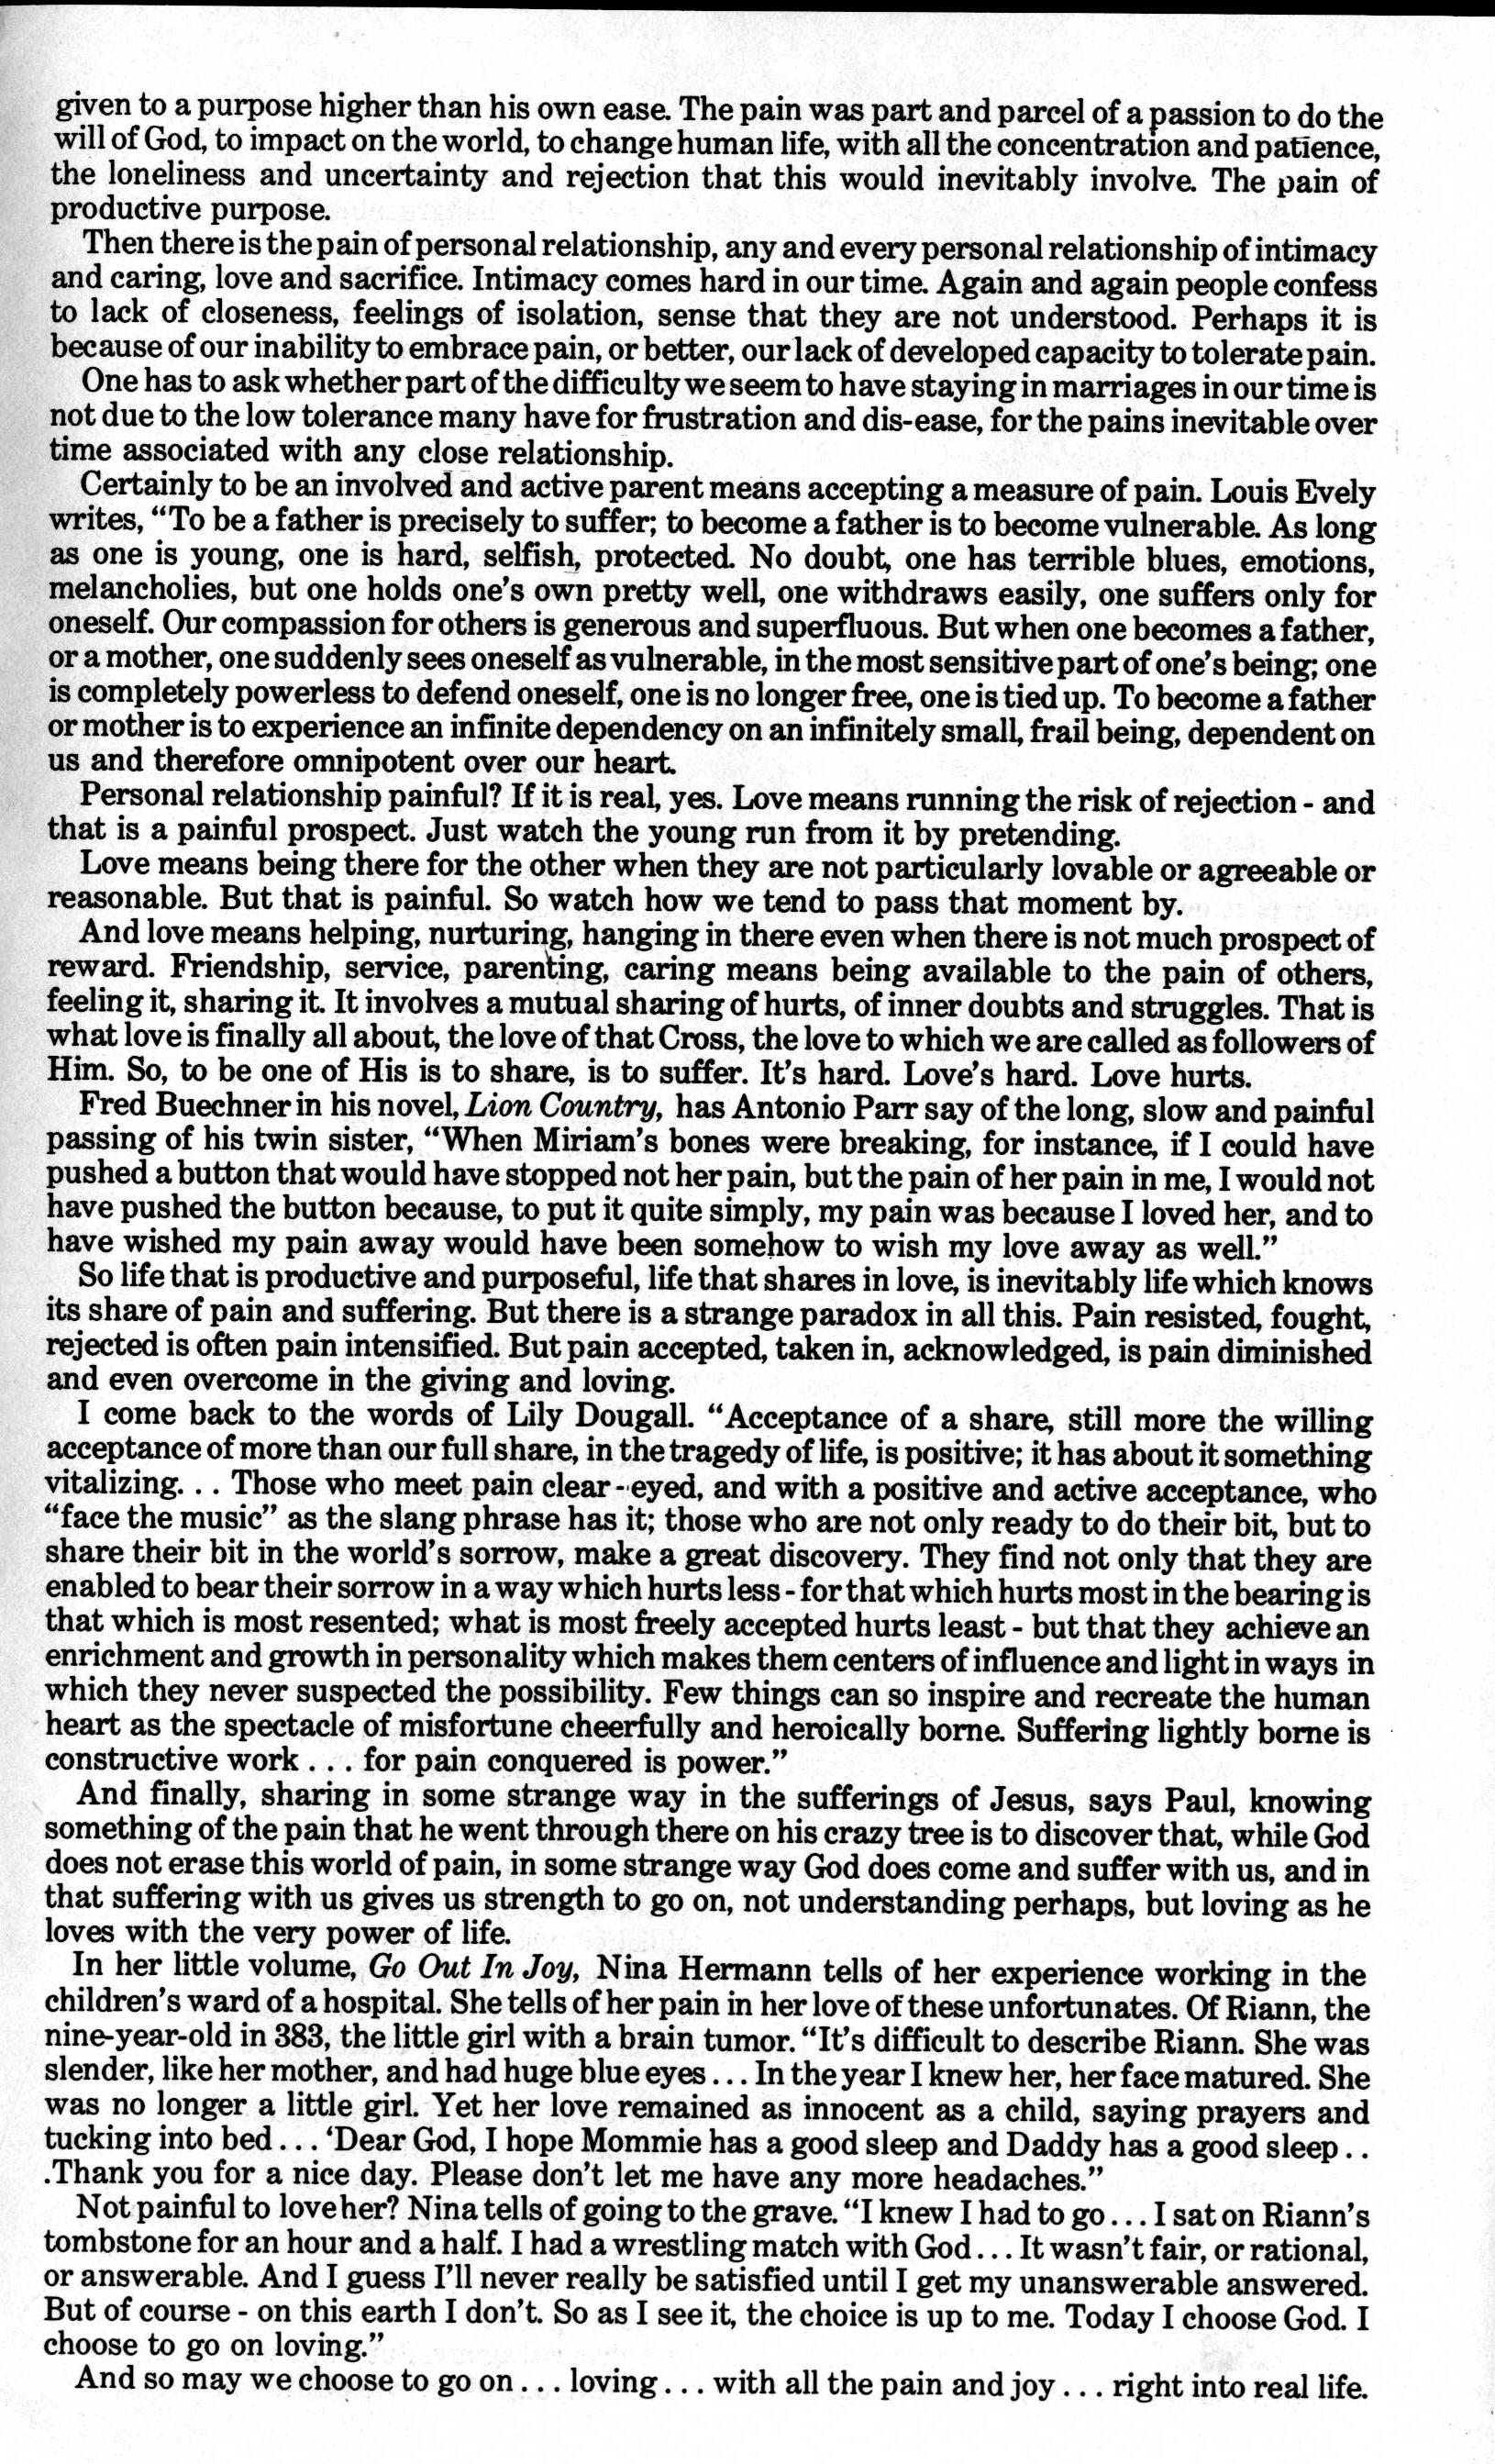 given to a purpose higher than his own ease. The pain was part and parcel of a passion to do the
will of God, to impact on the world, to change human life, with all the concentration and patience,
the loneliness and uncertainty and rejection that this would inevitably involve. The pain of
productive purpose.
Then there is the pain of personal relationship, any and every personal relationship of intimacy
and caring, love and sacrifice. Intimacy comes hard in our time. Again and again people confess
to lack of closeness, feelings of isolation, sense that they are not understood. Perhaps it is
because of our inability to embrace pain, or better, our lack of developed capacity to tolerate pain.
One has to ask whether part of the difficulty we seem to have staying in marriages in our time is
not due to the low tolerance many have for frustration and dis-ease, for the pains inevitable over
time associated with any close relationship.
Certainly to be an involved and active parent means accepting a measure of pain. Louis Evely
writes, “To be a father is precisely to suffer; to become a father is to become vulnerable. As long
as one is young, one is hard, selfish, protected. No doubt, one has terrible blues, emotions,
melancholies, but one holds one's own pretty well, one withdraws easily, one suffers only for
oneself. Our compassion for others is generous and superfluous. But when one becomes a father,
or a mother, one suddenly sees oneself as vulnerable, in the most sensitive part of one's being; one
is completely powerless to defend oneself, one is no longer free, one is tied up. To become a father
or mother is to experience an infinite dependency on an infinitely small, frail being, dependent on
us and therefore omnipotent over our heart.
Personal relationship painful? If it is real, yes. Love means running the risk of rejection - and
that is a painful prospect. Just watch the young run from it by pretending.
Love means being there for the other when they are not particularly lovable or agreeable or
reasonable. But that is painful. So watch how we tend to pass that moment by.
And love means helping, nurturing, hanging in there even when there is not much prospect of
reward. Friendship, service, parenting, caring means being available to the pain of others,
feeling it, sharing it. It involves a mutual sharing of hurts, of inner doubts and struggles. That is
what love is finally all about, the love of that Cross, the love to which we are called as followers of
Him. So, to be one of His is to share, is to suffer. It's hard. Love's hard. Love hurts.
Fred Buechner in his novel, Lion Country, has Antonio Parr say of the long, slow and painful
passing of his twin sister, “When Miriam's bones were breaking, for instance, if I could have
pushed a button that would have stopped not her pain, but the pain of her pain in me, I would not
have pushed the button because, to put it quite simply, my pain was because I loved her, and to
have wished my pain away would have been somehow to wish my love away as well.”
So life that is productive and purposeful, life that shares in love, is inevitably life which knows
its share of pain and suffering. But there is a strange paradox in all this. Pain resisted, fought,
rejected is often pain intensified. But pain accepted, taken in, acknowledged, is pain diminished
and even overcome in the giving and loving.
I come back to the words of Lily Dougall. “Acceptance of a share, still more the willing
acceptance of more than our full share, in the tragedy of life, is positive; it has about it something
vitalizing. . . Those who meet pain clear - eyed, and with a positive and active acceptance, who
“face the music” as the slang phrase has it; those who are not only ready to do their bit, but to
share their bit in the world's sorrow, make a great discovery. They find not only that they are
enabled to bear their sorrow in a way which hurts less - for that which hurts most in the bearing is
that which is most resented; what is most freely accepted hurts least - but that they achieve an
enrichment and growth in personality which makes them centers of influence and light in ways in
which they never suspected the possibility. Few things can so inspire and recreate the human
heart as the spectacle of misfortune cheerfully and heroically borne. Suffering lightly borne is
constructive work . . . for pain conquered is power.”
And finally, sharing in some strange way in the sufferings of Jesus, says Paul, knowing
something of the pain that he went through there on his crazy tree is to discover that, while God
does not erase this world of pain, in some strange way God does come and suffer with us, and in
that suffering with us gives us strength to go on, not understanding perhaps, but loving as he
loves with the very power of life.
In her little volume, Go Out In Joy, Nina Hermann tells of her experience working in the
children's ward of a hospital. She tells of her pain in her love of these unfortunates. Of Riann, the
nine-year-old in 383, the little girl with a brain tumor. “It's difficult to describe Riann. She was
slender, like her mother, and had huge blue eyes . . . In the year I knew her, her face matured. She
was no longer a little girl. Yet her love remained as innocent as a child, saying prayers and
tucking into bed . . . ‘Dear God, I hope Mommie has a good sleep and Daddy has a good sleep . .
.Thank you for a nice day. Please don't let me have any more headaches.”
Not painful to love her? Nina tells of going to the grave. “I knew I had to go . . . I sat on Riann's
tombstone for an hour and a half. I had a wrestling match with God . . . It wasn't fair, or rational,
or answerable. And I guess I'll never really be satisfied until I get my unanswerable answered.
But of course - on this earth I don't. So as I see it, the choice is up to me. Today I choose God. I
choose to go on loving.”
And so may we choose to go on . . . loving . . . with all the pain and joy . . . right into real life.